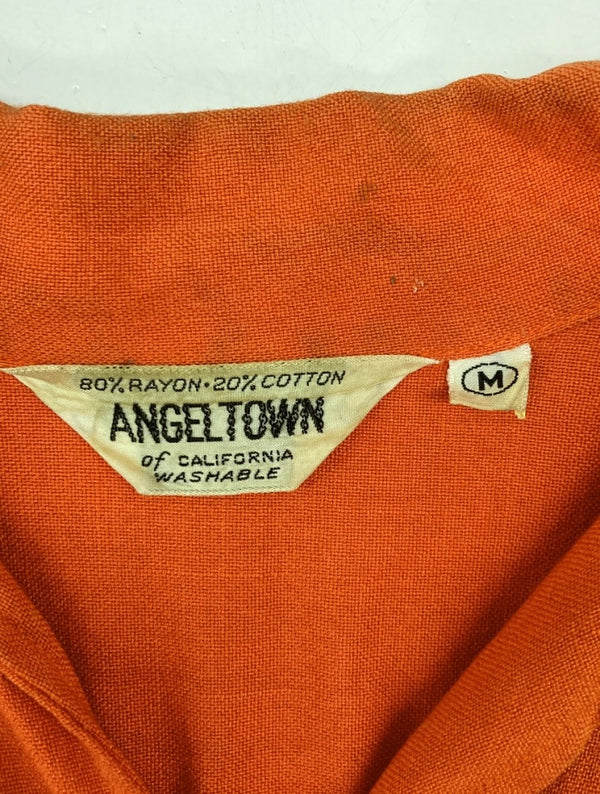 80% RAYON • 20% COTTON
ANGELTOWN
of CALIFORNIA
WASHABLE
M